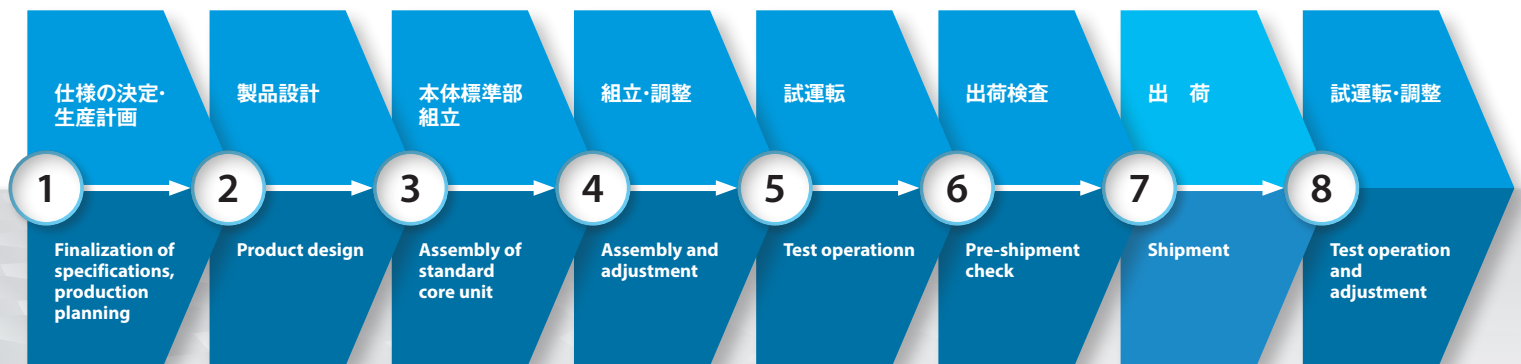 仕様の決定・
生産計画
製品設計
本体標準部
組立
組立・調整
試運転
出荷検査
出　荷
試運転・調整
1
2
3
4
5
6
7
8
Finalization of
specifications,
production
planning
Product design
Assembly of
standard
core unit
Assembly and
adjustment
Test operationn
Pre-shipment
check
Shipment
Test operation
and
adjustment